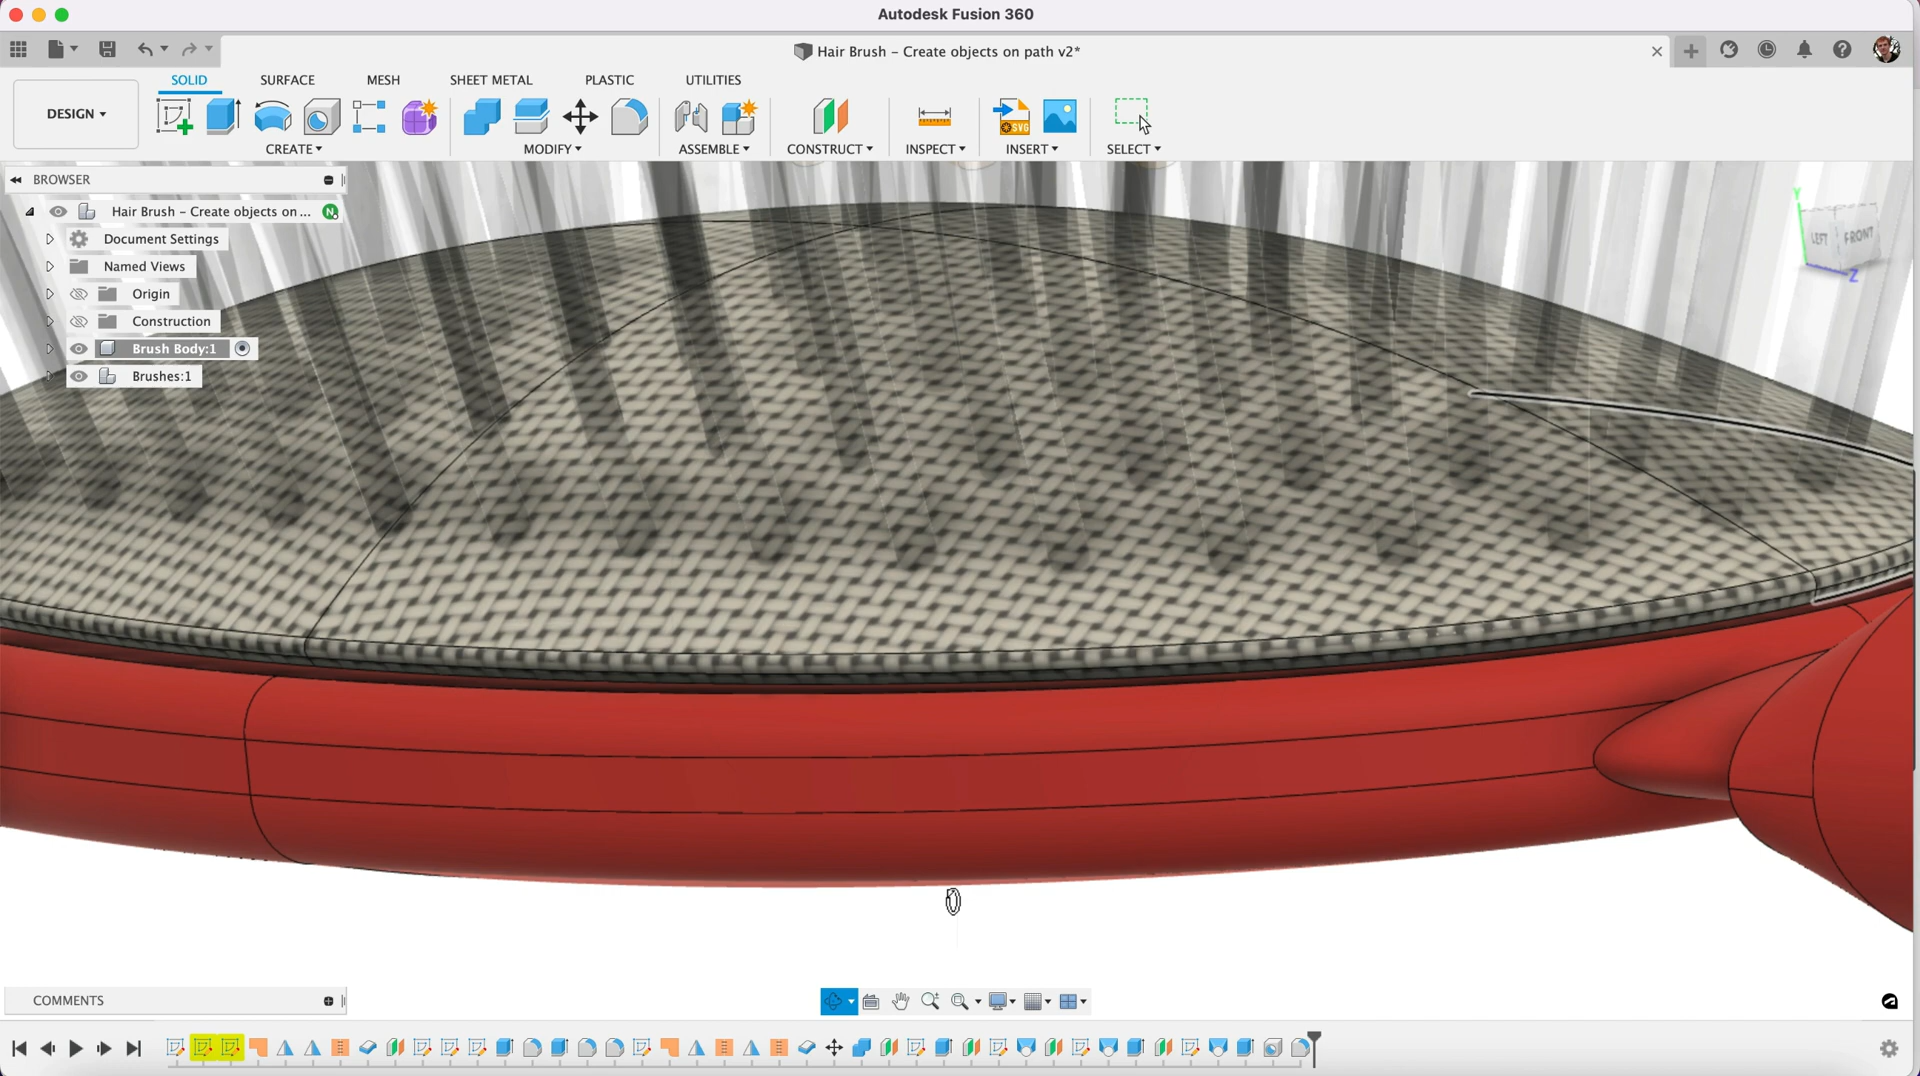 Autodesk Fusion 360
Hair Brush – Create objects on path v2*
SOLID SURFACE MESH SHEET METAL PLASTIC UTILITIES
DESIGN
CREATE MODIFY ASSEMBLE CONSTRUCT INSPECT INSERT SELECT
SVG
BROWSER
Hair Brush – Create objects on ... N
Document Settings
Named Views
Origin
Construction
Brush Body:1
Brushes:1
Y
LEFT FRONT
Z
COMMENTS